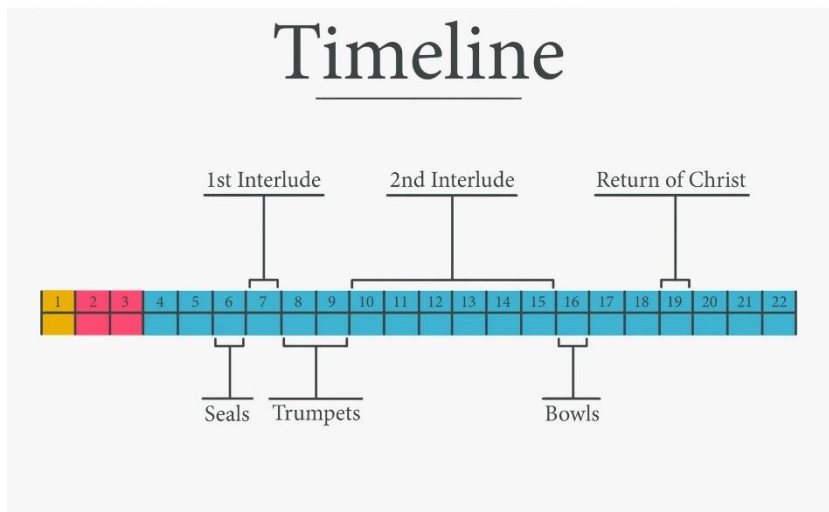 Timeline
1st Interlude 2nd Interlude Return of Christ
1 2 3 4 5 6 7 8 9 10 11 12 13 14 15 16 17 18 19 20 21 22
Seals Trumpets Bowls